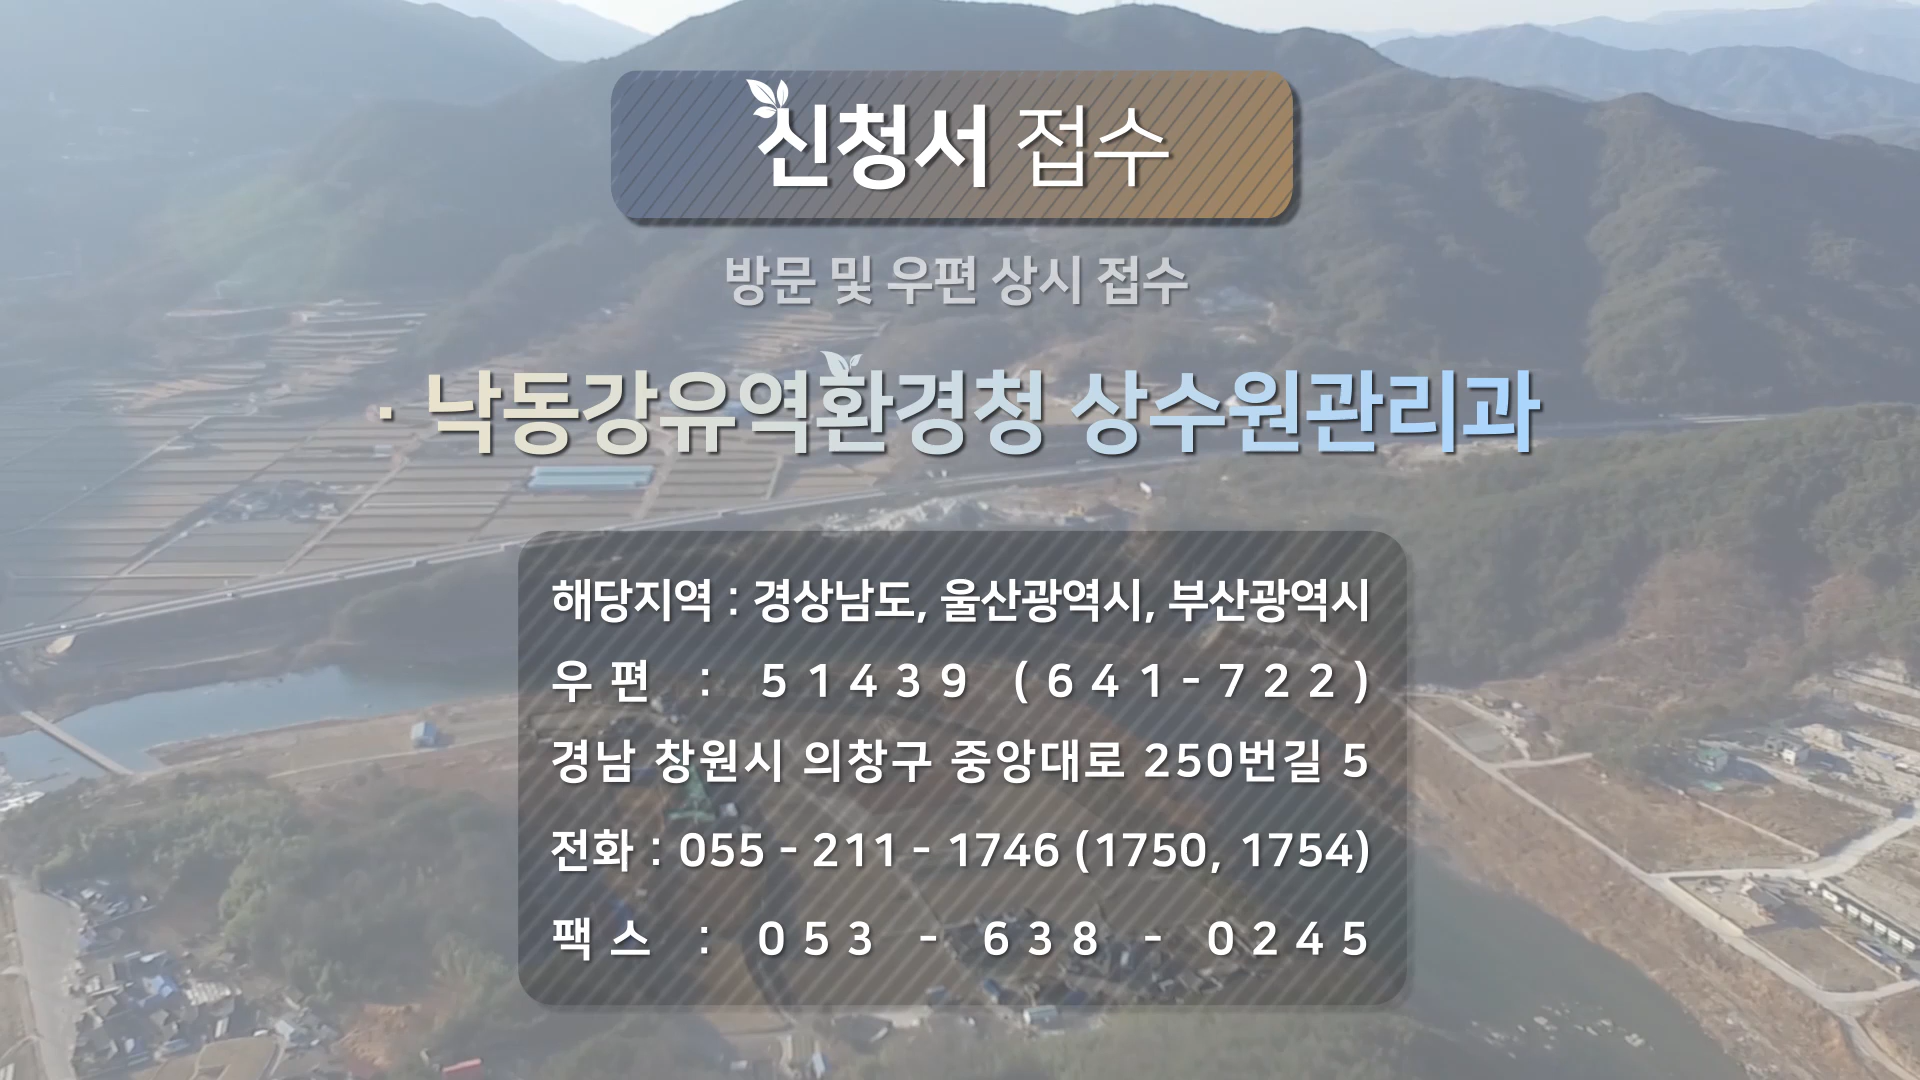 신청서 접수
방문 및 우편 상시 접수
· 낙동강유역환경청 상수원관리과
해당지역 : 경상남도, 울산광역시, 부산광역시
우편 : 51439 (641-722)
경남 창원시 의창구 중앙대로 250번길 5
전화 : 055 - 211 - 1746 (1750, 1754)
팩스 : 053 - 638 - 0245